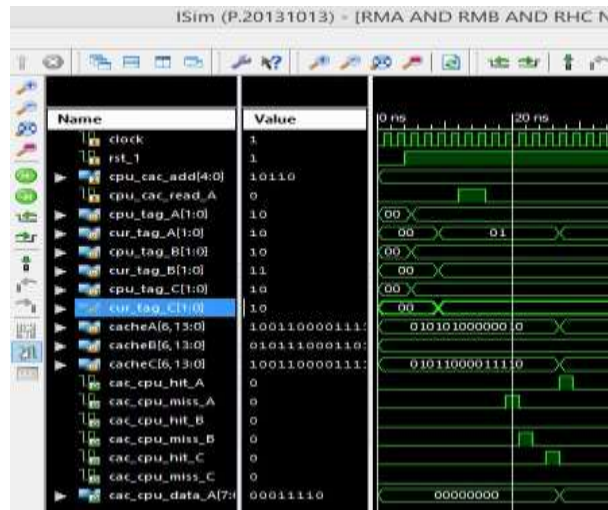 ISim (P.20131013) - [RMA AND RMB AND RHC N
Name Value
0 ns 20 ns
clock 1
rst_1 1
cpu_cac_add[4:0] 10110
cpu_cac_read_A 0
cpu_tag_A[1:0] 10 00
cur_tag_A[1:0] 10 00 01
cpu_tag_B[1:0] 10 00
cur_tag_B[1:0] 11 00
cpu_tag_C[1:0] 10 00
cur_tag_C[1:0] 10 00
cacheA[6,13:0] 1001100001111 01010100000010
cacheB[6,13:0] 0101110001101
cacheC[6,13:0] 1001100001111 01011000011110
cac_cpu_hit_A 0
cac_cpu_miss_A 0
cac_cpu_hit_B 0
cac_cpu_miss_B 0
cac_cpu_hit_C 0
cac_cpu_miss_C 0
cac_cpu_data_A[7:0 00011110 00000000